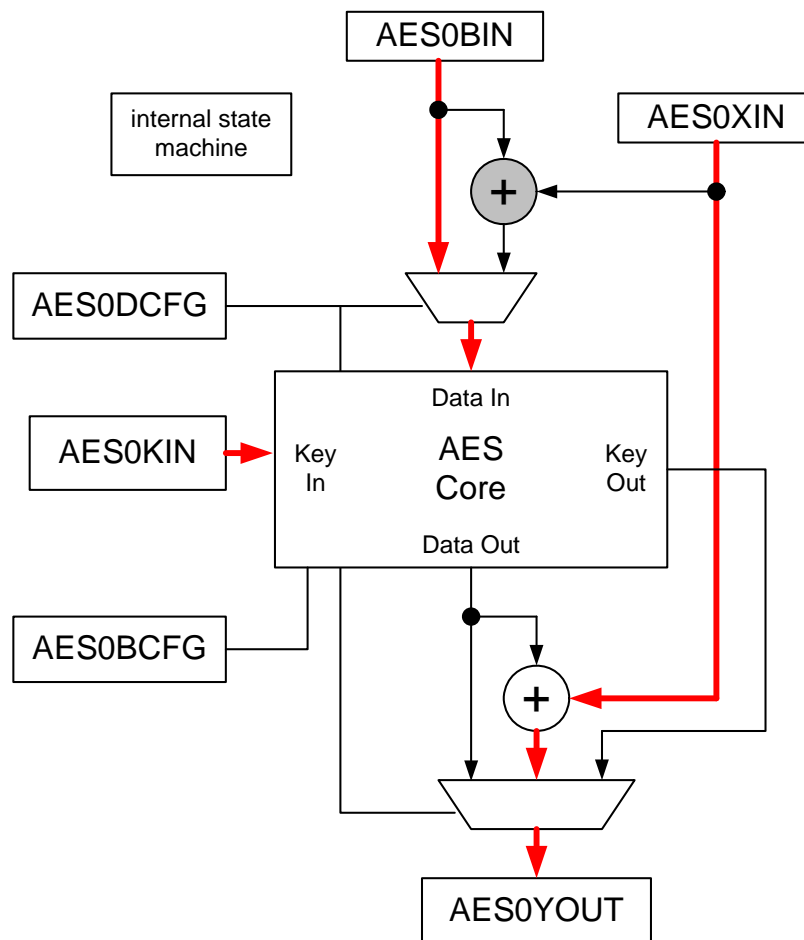 AES0BIN
internal state
machine
AES0XIN
+
AES0DCFG
Data In
AES0KIN
Key
In
AES
Core
Key
Out
Data Out
AES0BCFG
+
AES0YOUT